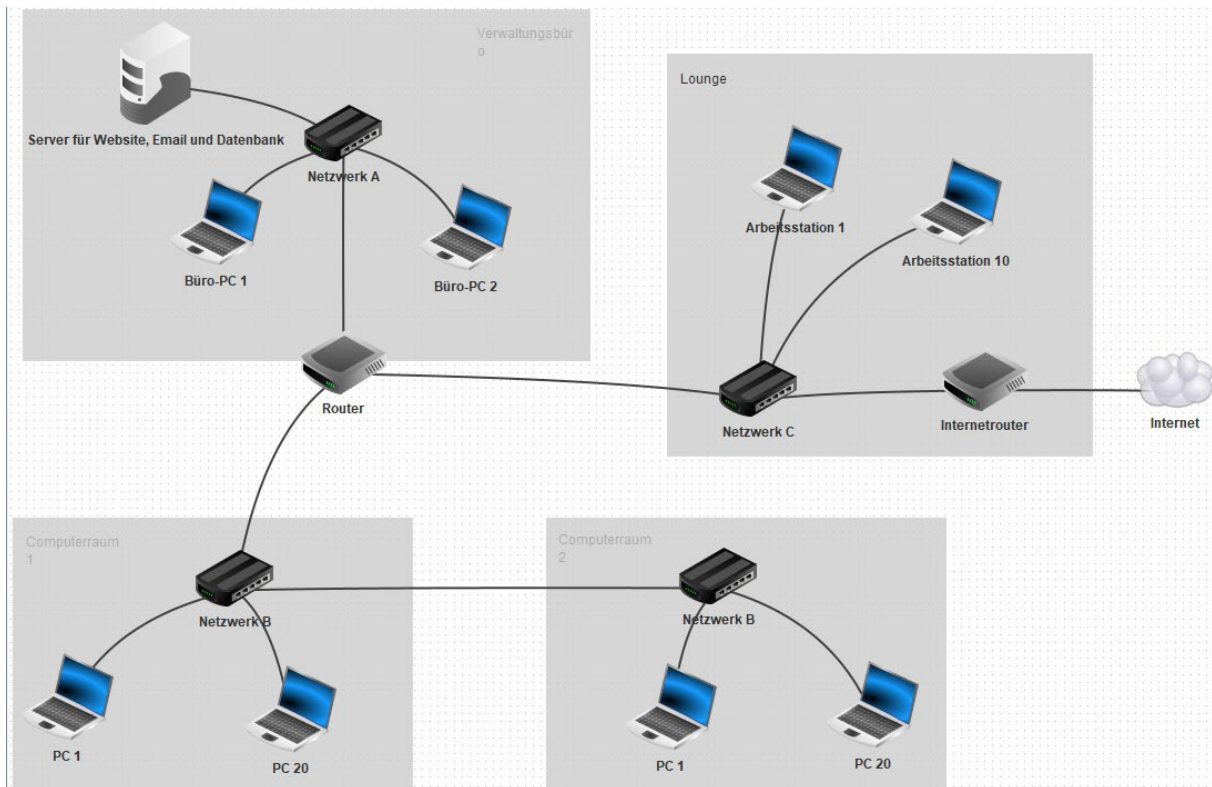 Verwaltungsbür
o
Server für Website, Email und Datenbank
Netzwerk A
Büro-PC 1
Büro-PC 2
Router
Lounge
Arbeitsstation 1
Arbeitsstation 10
Netzwerk C
Internetrouter
Internet
Computerraum
1
Netzwerk B
PC 1
PC 20
Computerraum
2
Netzwerk B
PC 1
PC 20